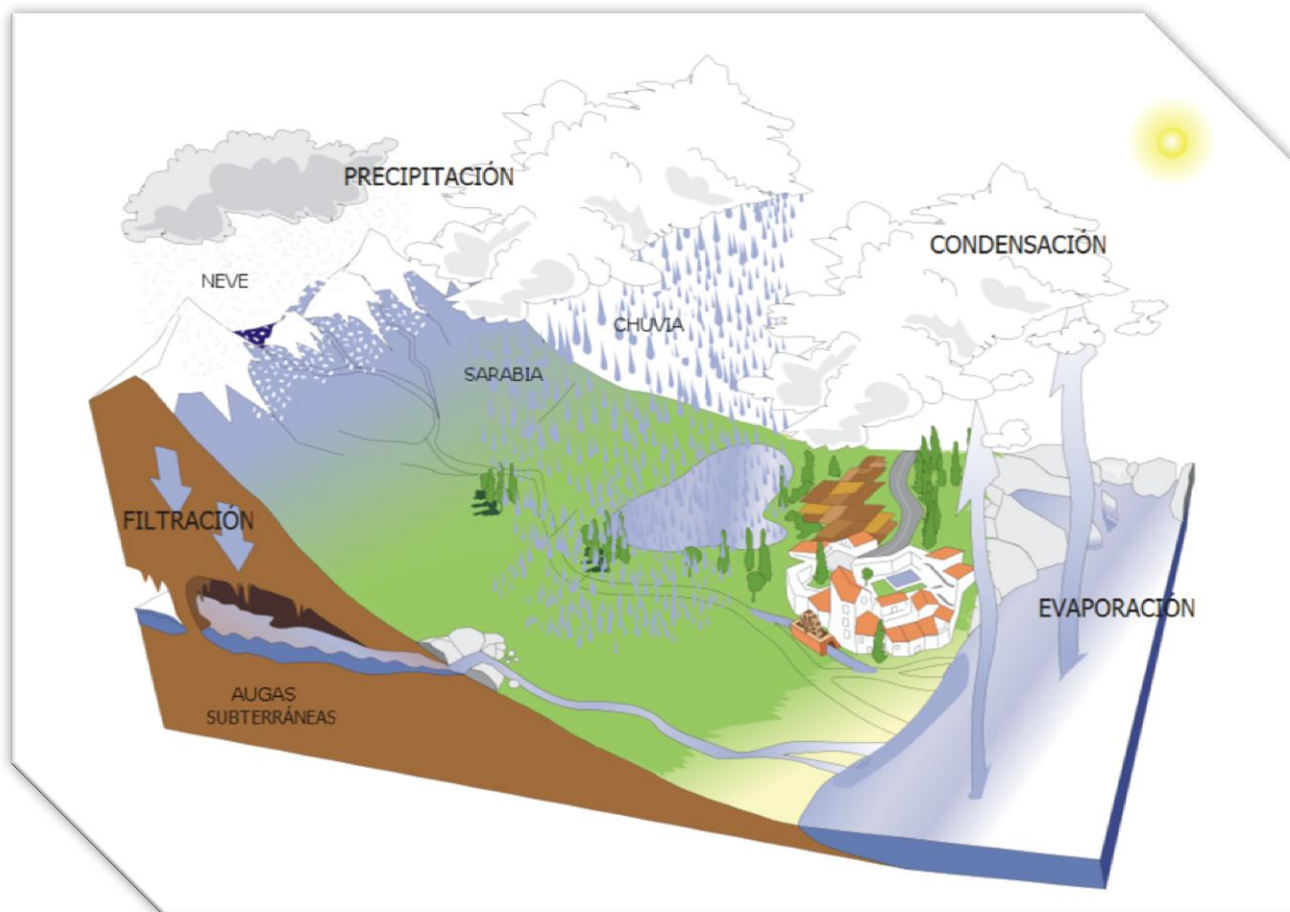 PRECIPITACIÓN
CONDENSACIÓN
NEVE
CHUVIA
SARABIA
FILTRACIÓN
EVAPORACIÓN
AUGAS
SUBTERRÁNEAS